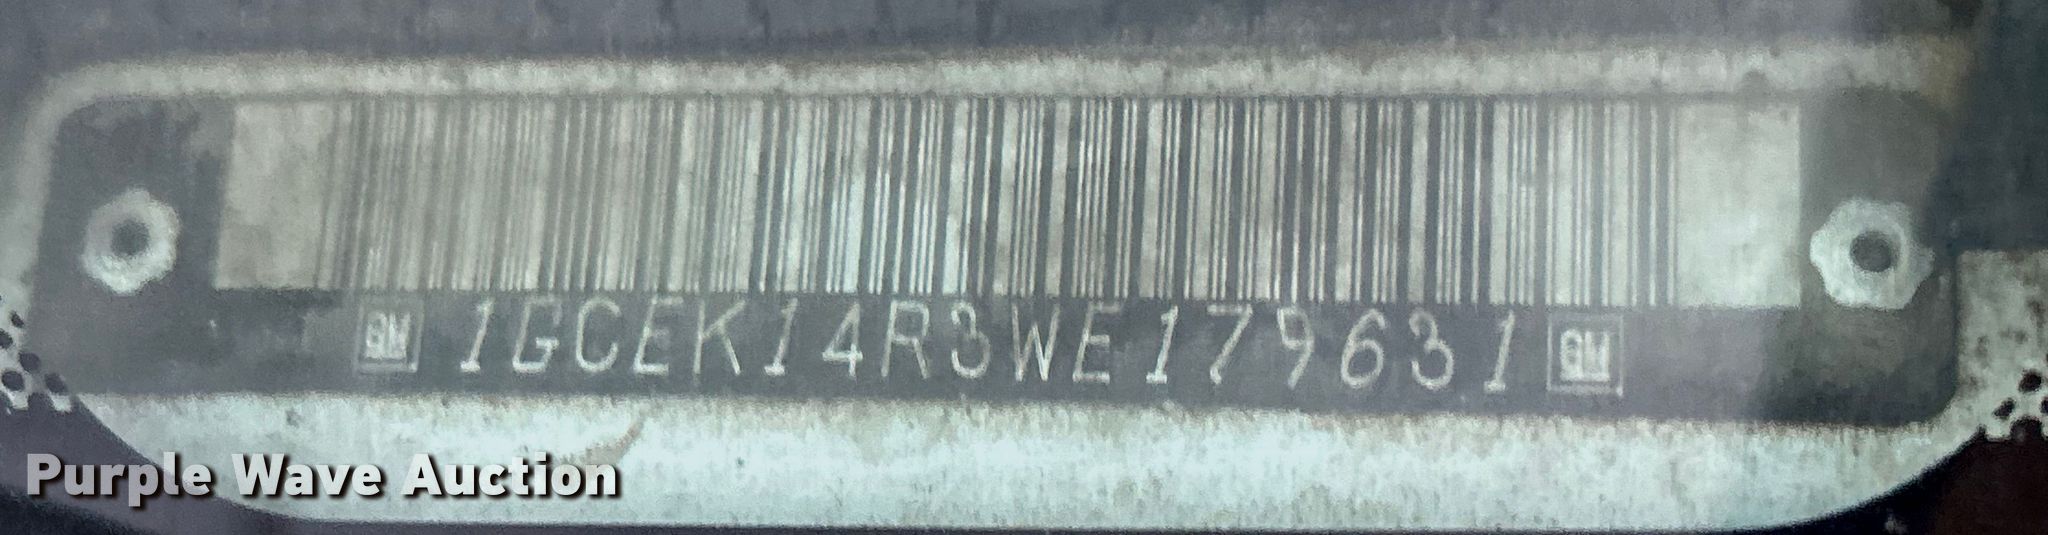 GM 1GCEK14R3WE179631 GM
Purple Wave Auction